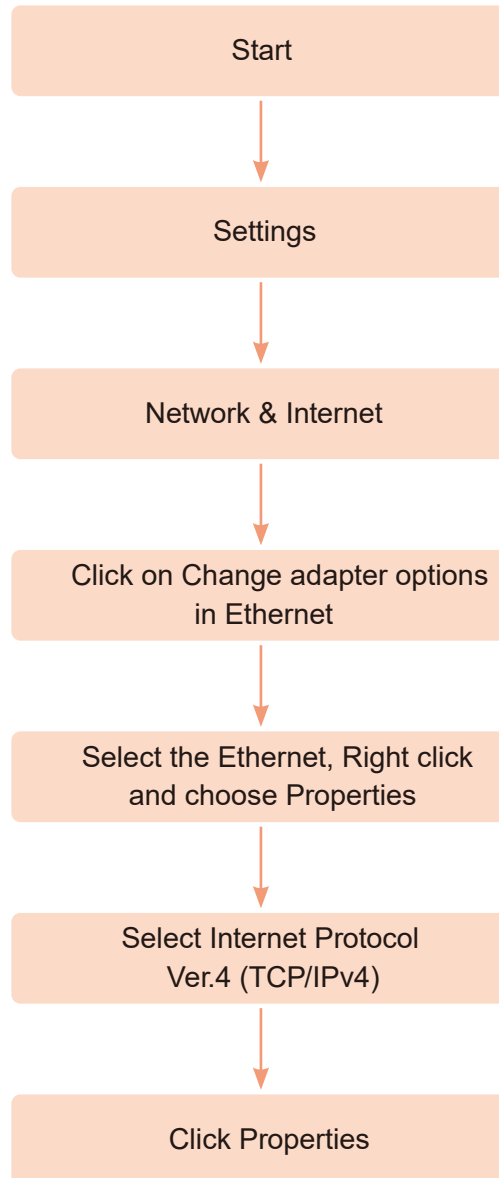 Start
Settings
Network & Internet
Click on Change adapter options
in Ethernet
Select the Ethernet, Right click
and choose Properties
Select Internet Protocol
Ver.4 (TCP/IPv4)
Click Properties